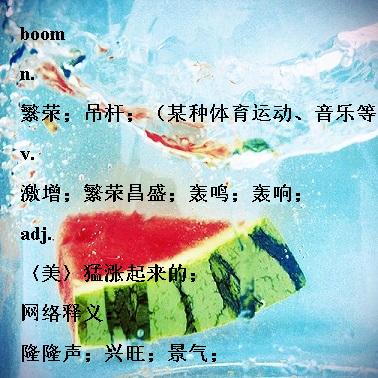 boom
n.
繁荣；吊杆；（某种体育运动、音乐等
v.
激增；繁荣昌盛；轰鸣；轰响；
adj.
〈美〉猛涨起来的；
网络释义
隆隆声；兴旺；景气；